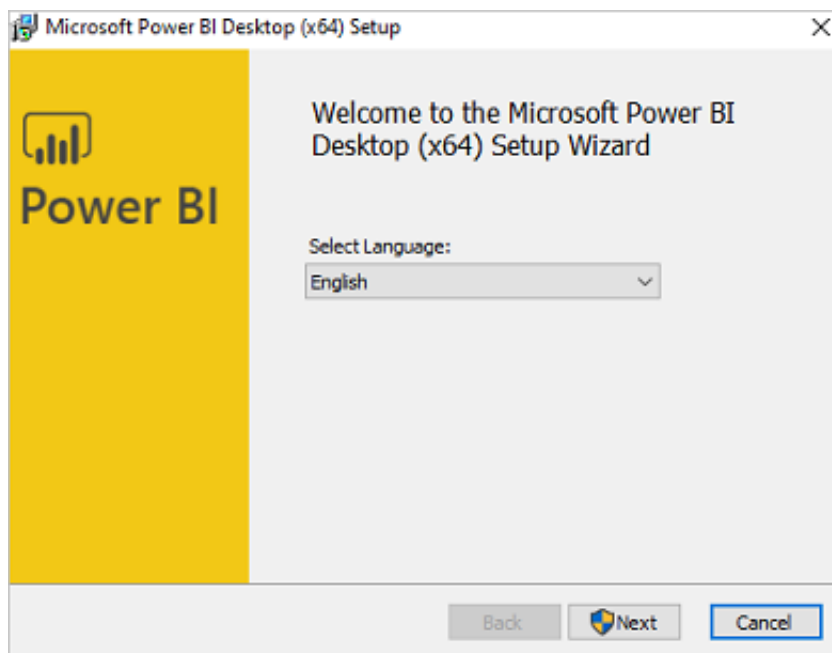 Microsoft Power BI Desktop (x64) Setup
Power BI
Welcome to the Microsoft Power BI
Desktop (x64) Setup Wizard
Select Language:
English
Back
Next
Cancel